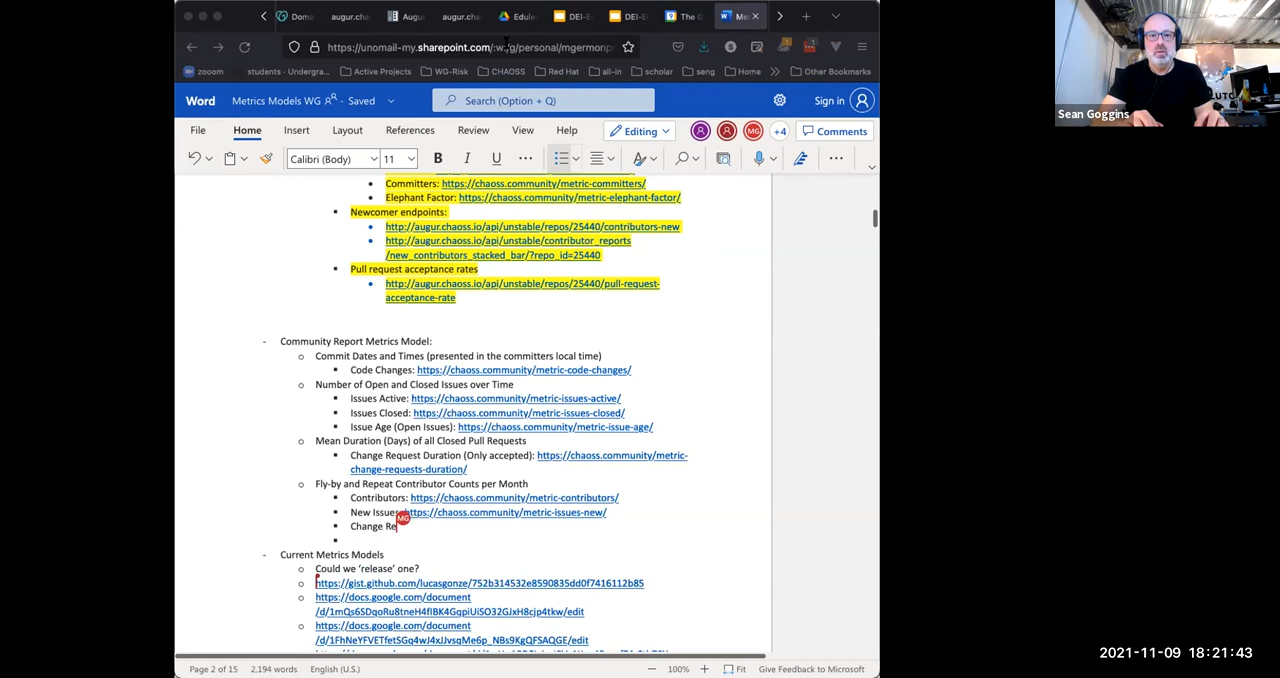 Doma
augur.cha
Augu
augur.cha
Edulei
DEI-E
DEI-E
The G
Me
https://unomail-my.sharepoint.com/:w:/g/personal/mgermonpr
zooom
students - Undergra...
Active Projects
WG-Risk
CHAOSS
Red Hat
all-in
scholar
seng
Home
Other Bookmarks
Word
Metrics Models WG
- Saved
Search (Option + Q)
Sign in
File
Home
Insert
Layout
References
Review
View
Help
Editing
MG
+4
Comments
Calibri (Body)
11
B
I
U
Committers: https://chaoss.community/metric-committers/
Elephant Factor: https://chaoss.community/metric-elephant-factor/
Newcomer endpoints:
http://augur.chaoss.io/api/unstable/repos/25440/contributors-new
http://augur.chaoss.io/api/unstable/contributor_reports
/new_contributors_stacked_bar/?repo_id=25440
Pull request acceptance rates
http://augur.chaoss.io/api/unstable/repos/25440/pull-request-
acceptance-rate
- Community Report Metrics Model:
o Commit Dates and Times (presented in the committers local time)
Code Changes: https://chaoss.community/metric-code-changes/
o Number of Open and Closed Issues over Time
Issues Active: https://chaoss.community/metric-issues-active/
Issues Closed: https://chaoss.community/metric-issues-closed/
Issue Age (Open Issues): https://chaoss.community/metric-issue-age/
o Mean Duration (Days) of all Closed Pull Requests
Change Request Duration (Only accepted): https://chaoss.community/metric-
change-requests-duration/
o Fly-by and Repeat Contributor Counts per Month
Contributors: https://chaoss.community/metric-contributors/
New Issues: https://chaoss.community/metric-issues-new/
MG
Change Re
- Current Metrics Models
o Could we ‘release’ one?
o https://gist.github.com/lucasgonze/752b314532e8590835dd0f7416112b85
o https://docs.google.com/document
/d/1mQs6SDqoRu8tneH4fIBK4GqpiUiSO32GJxH8cjp4tkw/edit
o https://docs.google.com/document
/d/1FhNeYFVETfetSGq4wJ4xJJvsqMe6p_NBs9KgQFSAQGE/edit
Page 2 of 15
2,194 words
English (U.S.)
100%
Fit
Give Feedback to Microsoft
Sean Goggins
2021-11-09 18:21:43